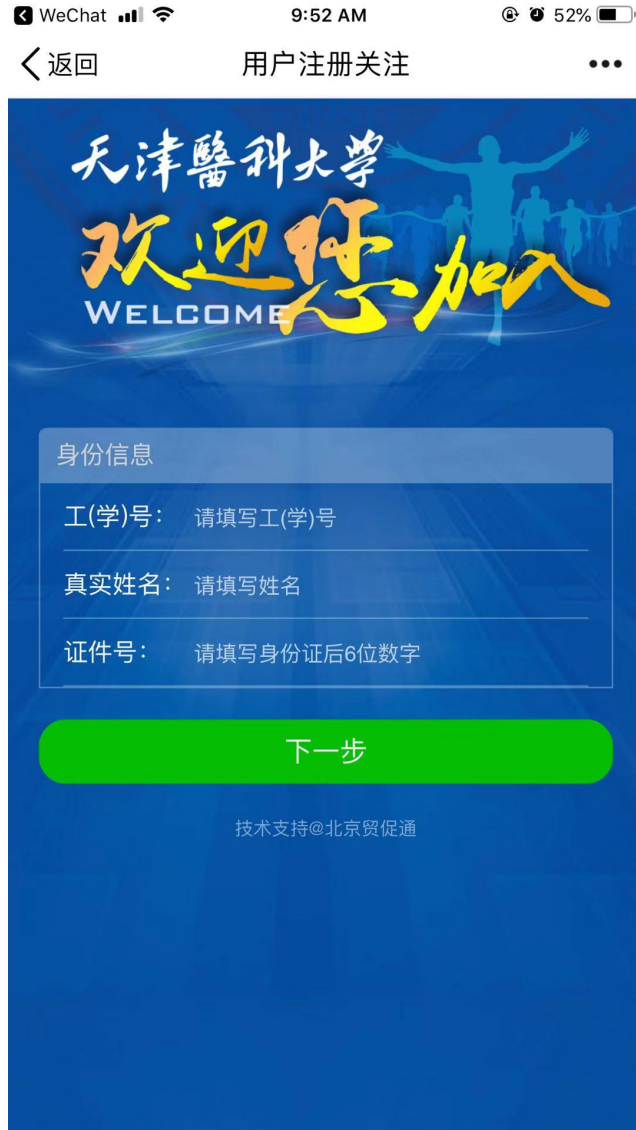 WeChat 9:52 AM 52%
返回 用户注册关注
天津醫科大学
欢迎您加入
WELCOME
身份信息
工(学)号： 请填写工(学)号
真实姓名： 请填写姓名
证件号： 请填写身份证后6位数字
下一步
技术支持@北京贸促通